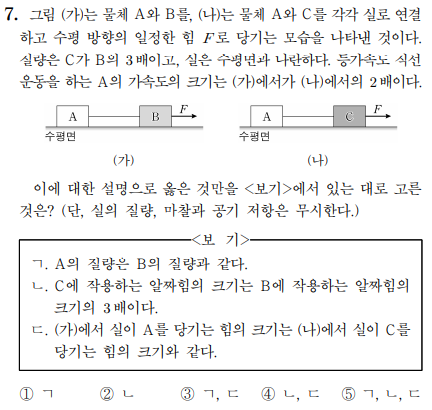 7. 그림 (가)는 물체 A와 B를, (나)는 물체 A와 C를 각각 실로 연결
하고 수평 방향의 일정한 힘 F로 당기는 모습을 나타낸 것이다.
질량은 C가 B의 3배이고, 실은 수평면과 나란하다. 등가속도 직선
운동을 하는 A의 가속도의 크기는 (가)에서가 (나)에서의 2배이다.
A B F A C F
수평면 수평면
(가) (나)
이에 대한 설명으로 옳은 것만을 <보기>에서 있는 대로 고른
것은? (단, 실의 질량, 마찰과 공기 저항은 무시한다.)
<보 기>
ㄱ. A의 질량은 B의 질량과 같다.
ㄴ. C에 작용하는 알짜힘의 크기는 B에 작용하는 알짜힘의
크기의 3배이다.
ㄷ. (가)에서 실이 A를 당기는 힘의 크기는 (나)에서 실이 C를
당기는 힘의 크기와 같다.
① ㄱ ② ㄴ ③ ㄱ, ㄷ ④ ㄴ, ㄷ ⑤ ㄱ, ㄴ, ㄷ